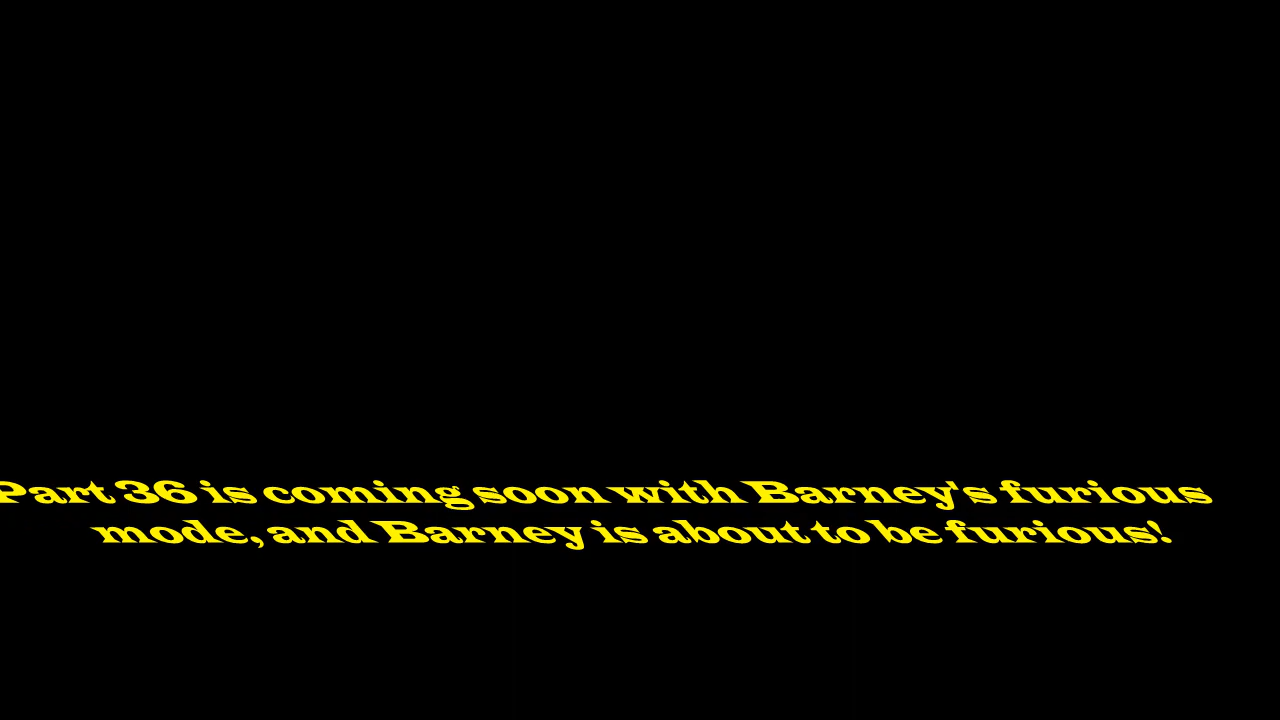 Part 36 is coming soon with Barney's furious
mode, and Barney is about to be furious!